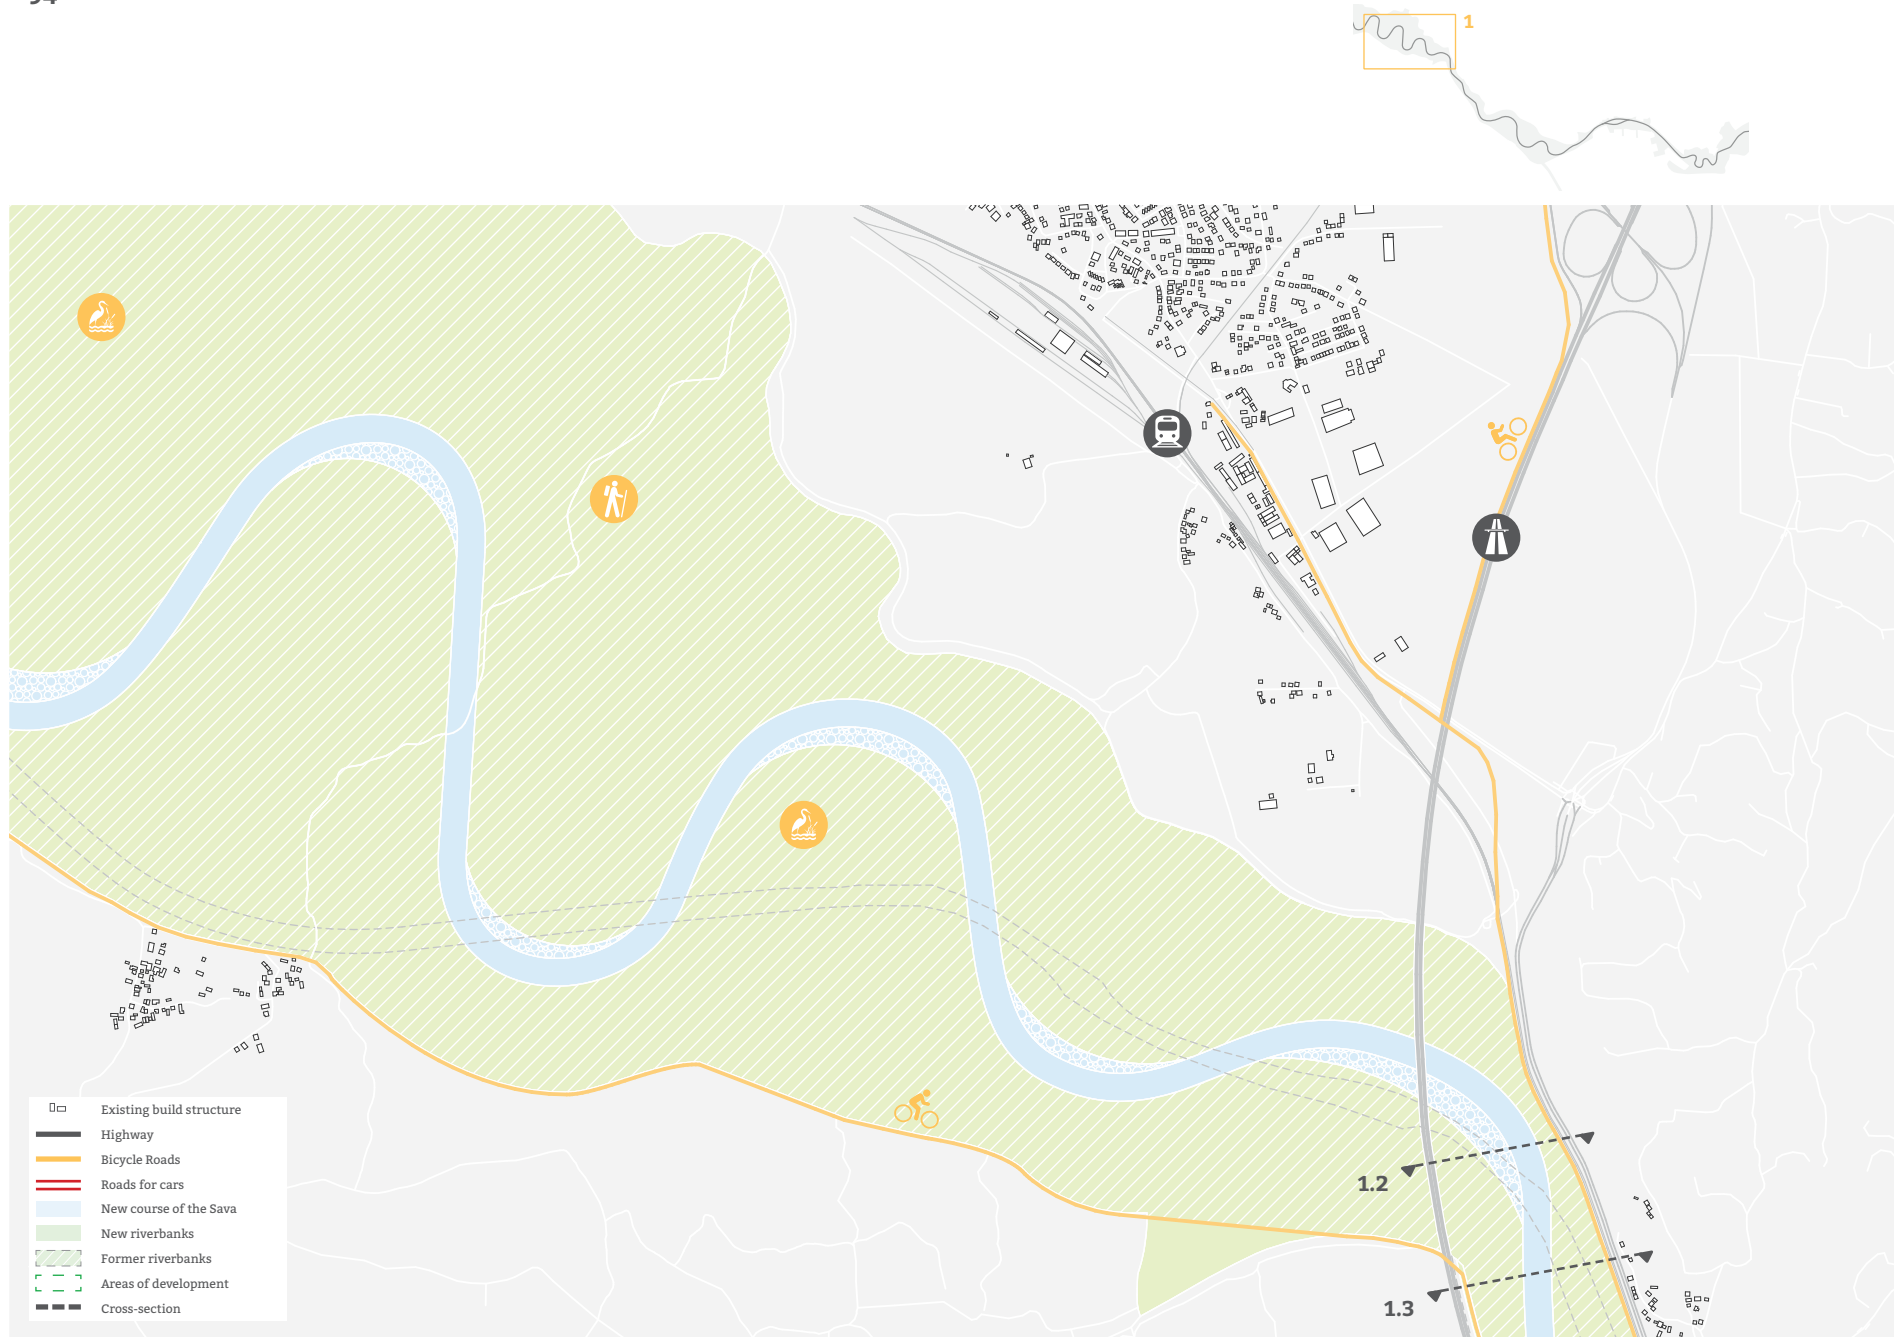 94
1
1.2
1.3
Existing build structure
Highway
Bicycle Roads
Roads for cars
New course of the Sava
New riverbanks
Former riverbanks
Areas of development
Cross-section